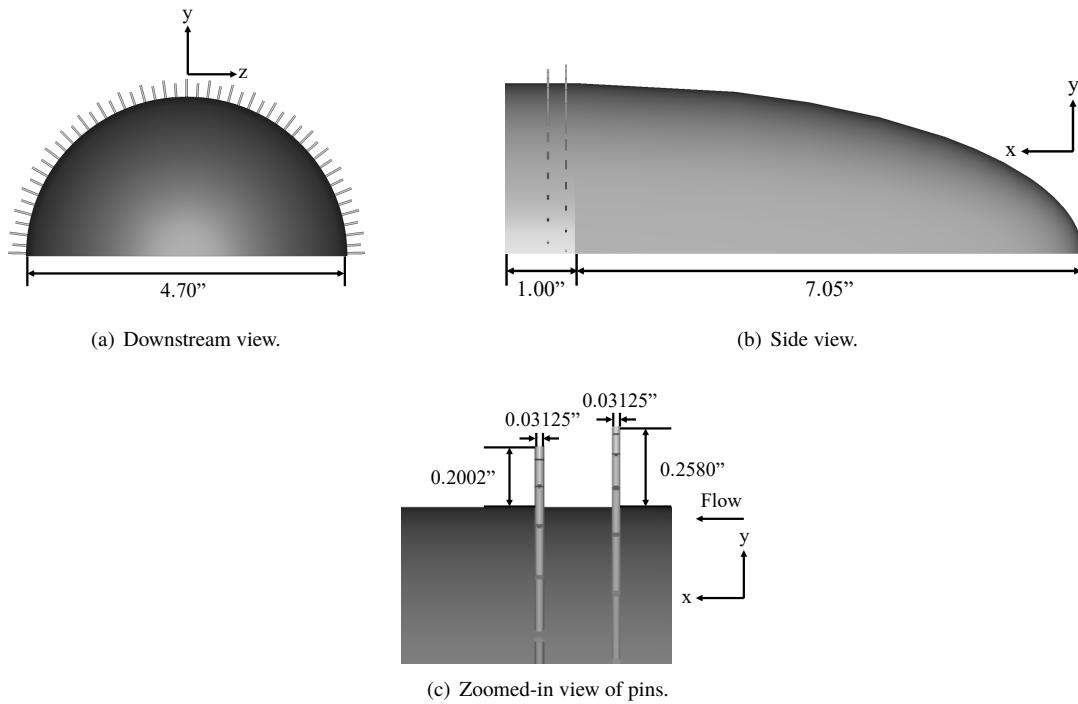 y
z
4.70”
(a) Downstream view.
y
x
1.00”
7.05”
(b) Side view.
0.03125”
0.03125”
0.2002”
0.2580”
Flow
y
x
(c) Zoomed-in view of pins.